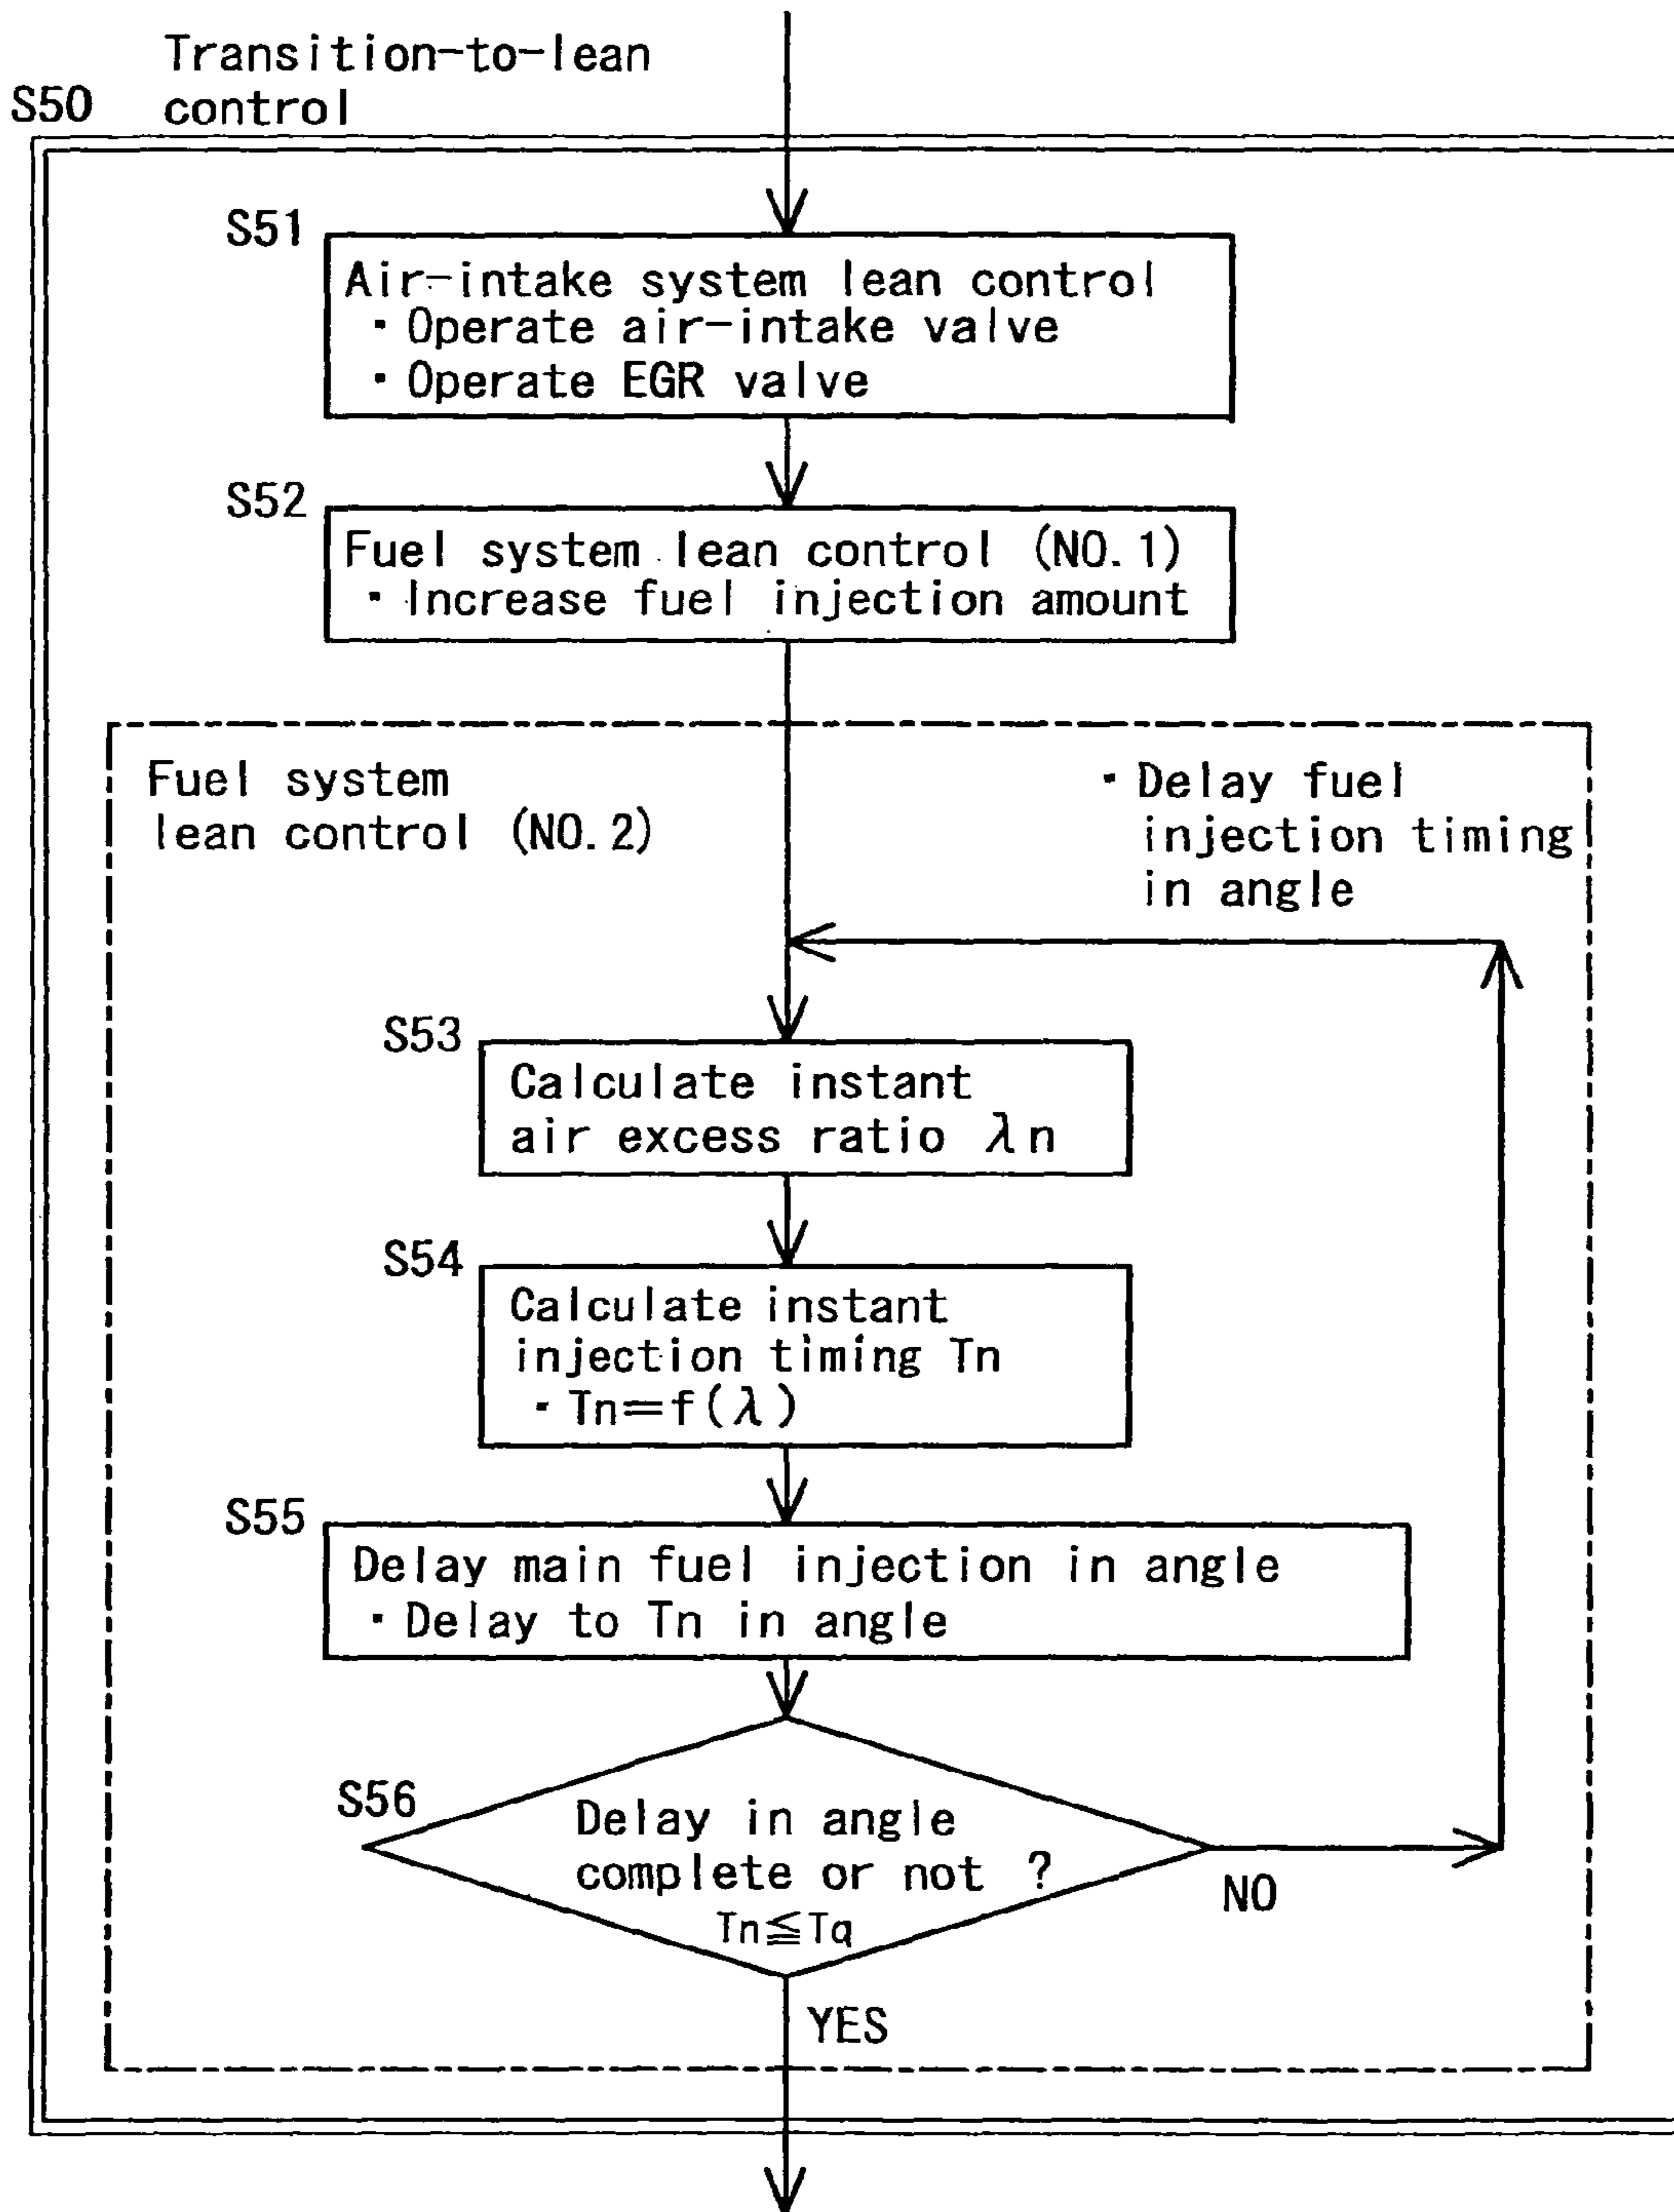 Transition-to-lean
control
S50
S51
Air-intake system lean control
・Operate air-intake valve
・Operate EGR valve
S52
Fuel system lean control (NO.1)
・Increase fuel injection amount
Fuel system
lean control (NO.2)
・Delay fuel
injection timing
in angle
S53
Calculate instant
air excess ratio λn
S54
Calculate instant
injection timing Tn
・Tn=f(λ)
S55
Delay main fuel injection in angle
・Delay to Tn in angle
S56
Delay in angle
complete or not ?
Tn≦Tq
NO
YES